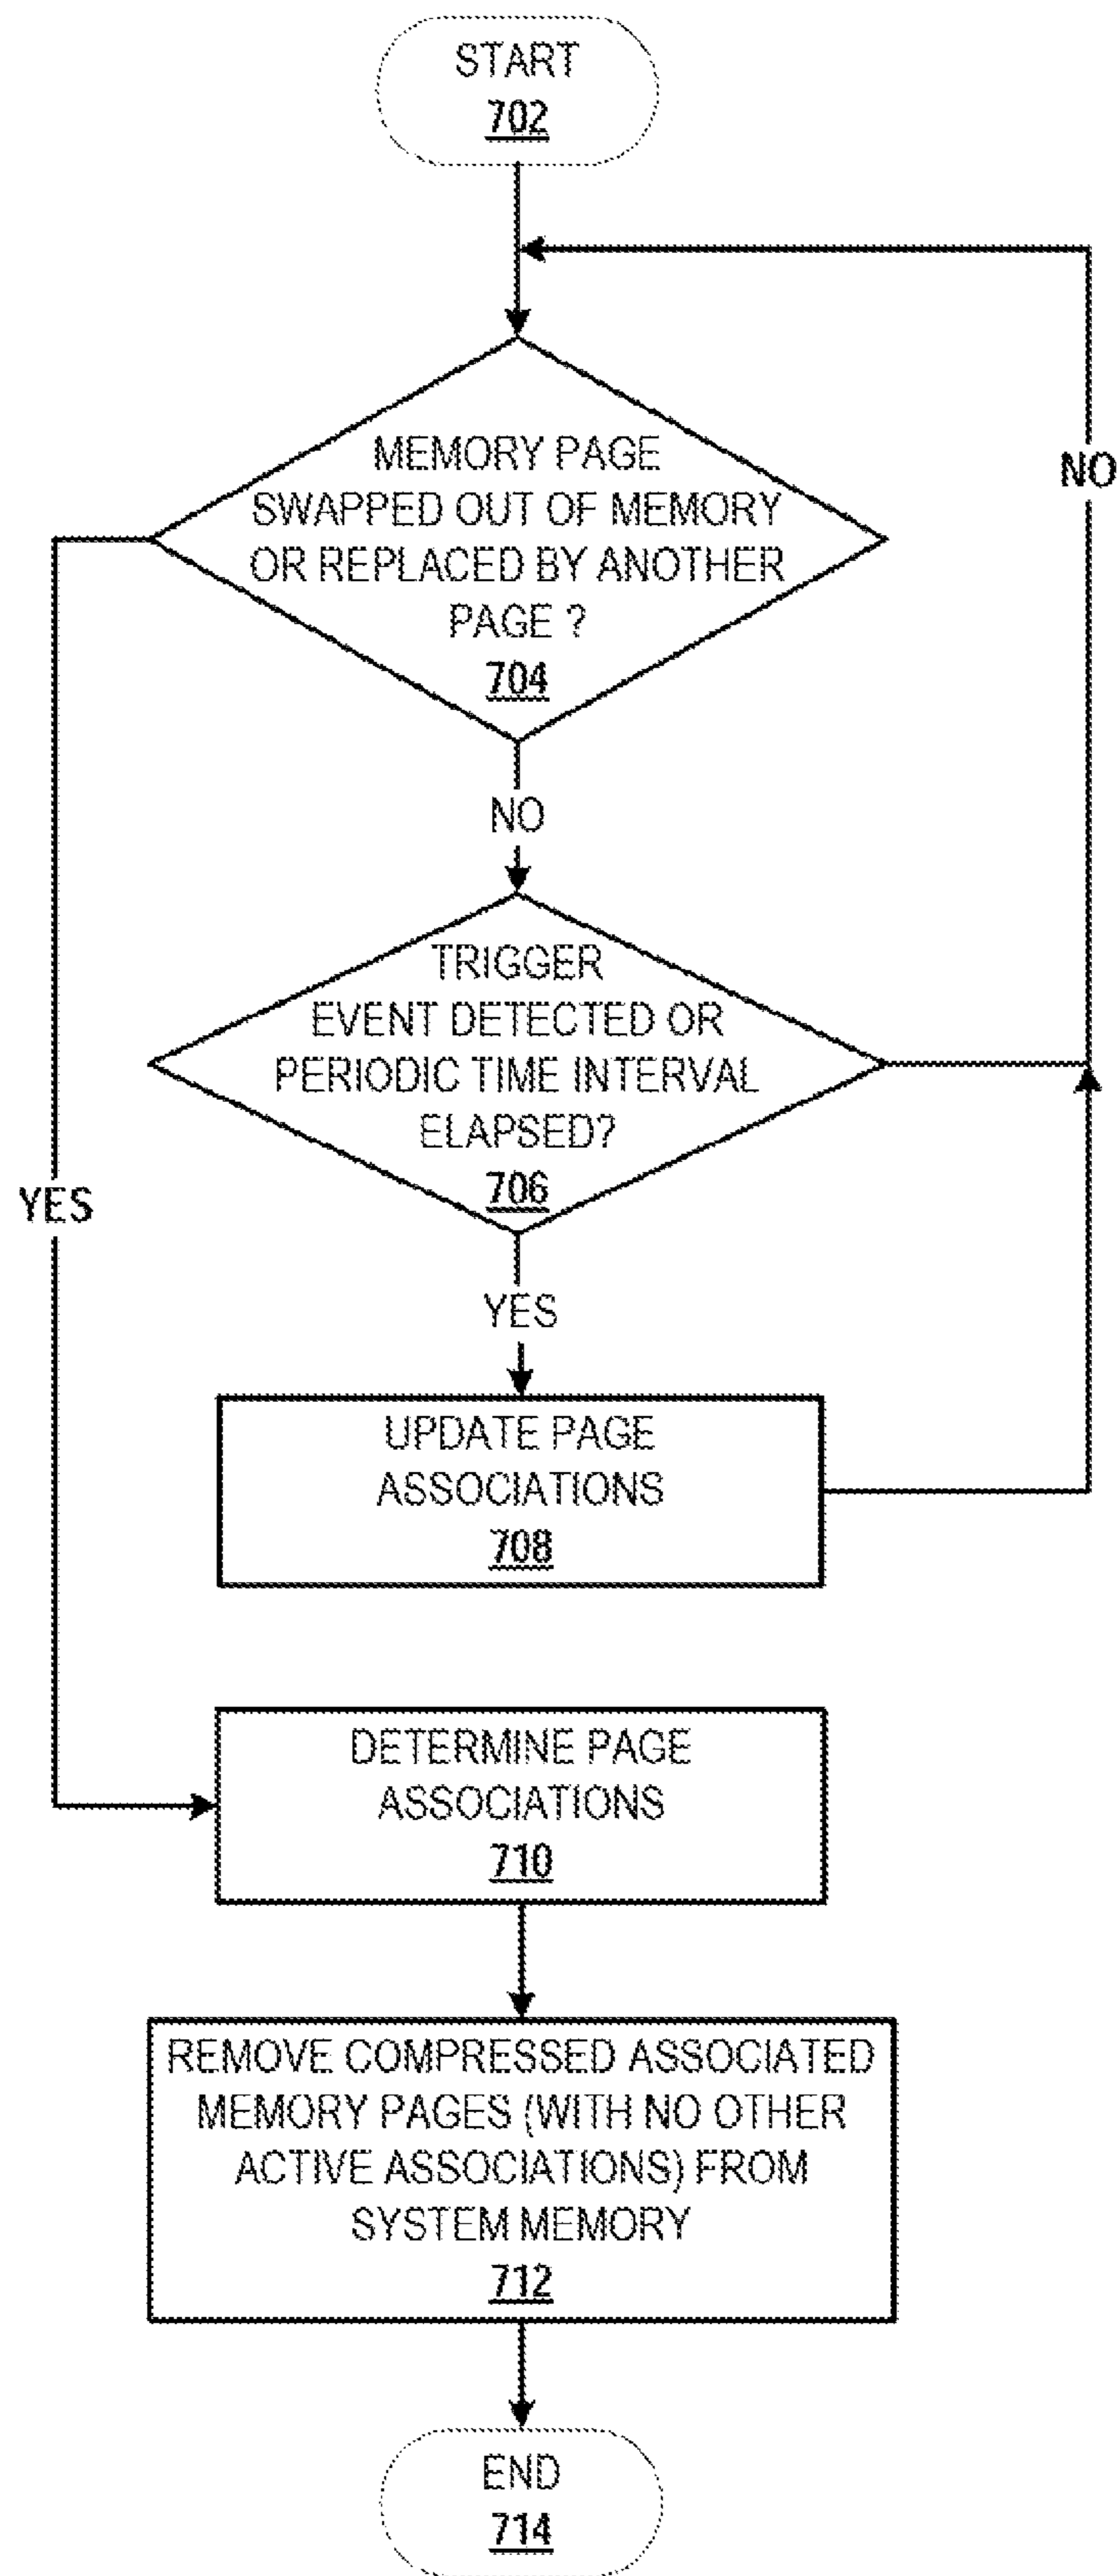 START
702
MEMORY PAGE
SWAPPED OUT OF MEMORY
OR REPLACED BY ANOTHER
PAGE ?
704
NO
NO
TRIGGER
EVENT DETECTED OR
PERIODIC TIME INTERVAL
ELAPSED?
706
YES
YES
UPDATE PAGE
ASSOCIATIONS
708
DETERMINE PAGE
ASSOCIATIONS
710
REMOVE COMPRESSED ASSOCIATED
MEMORY PAGES (WITH NO OTHER
ACTIVE ASSOCIATIONS) FROM
SYSTEM MEMORY
712
END
714